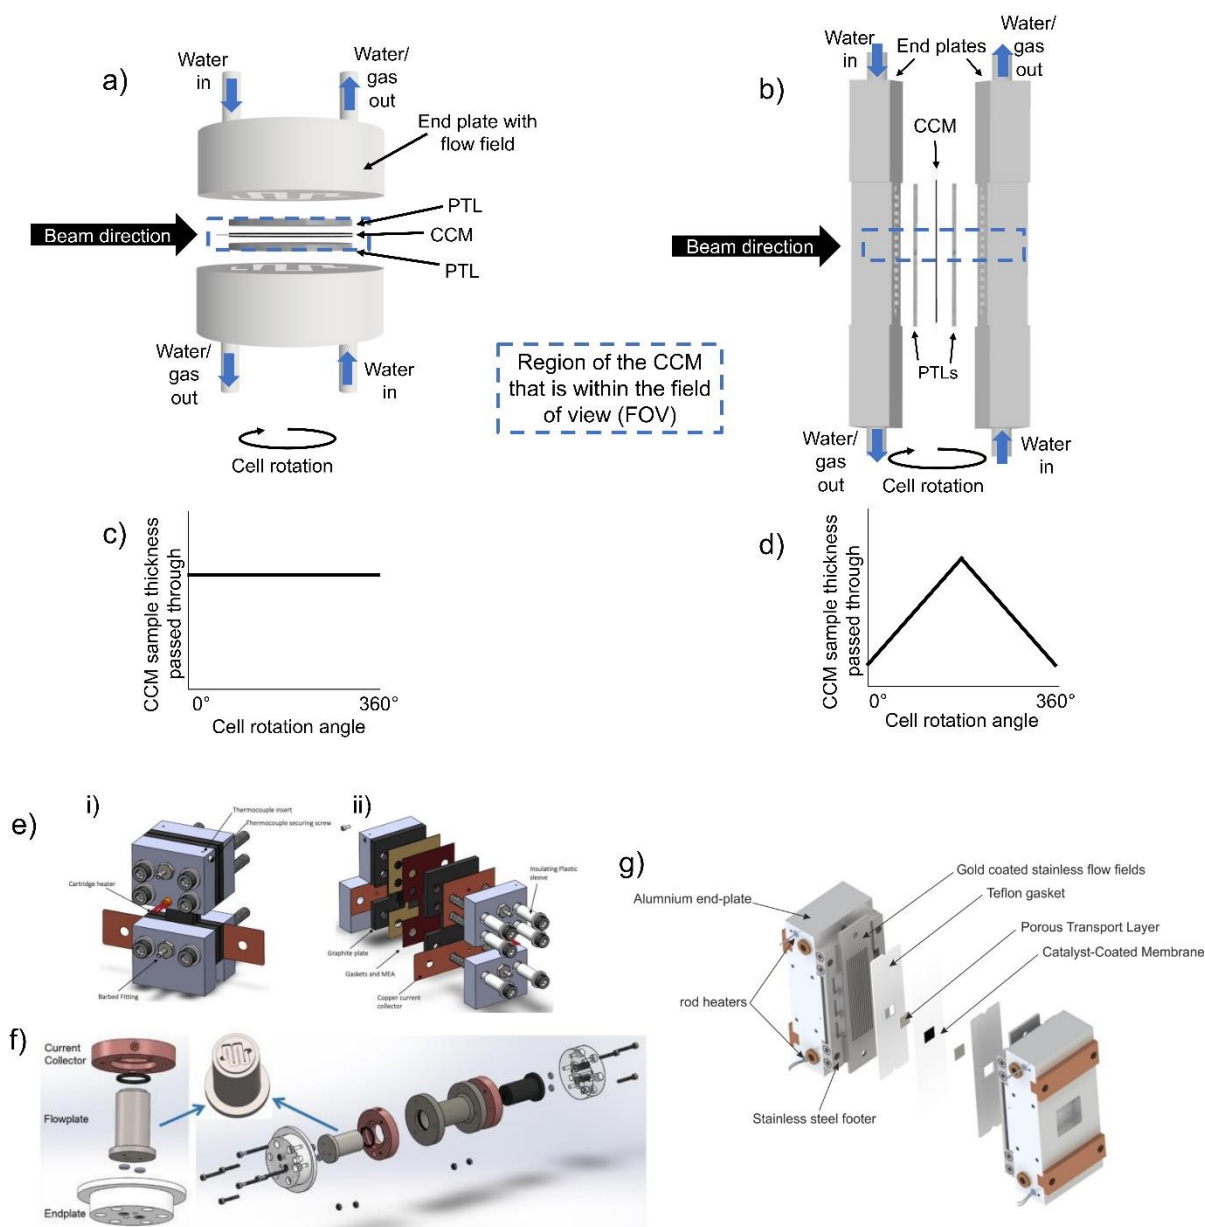 a)
Water
in
Water/
gas
out
End plate with
flow field
PTL
CCM
PTL
Beam direction
Water/
gas
out
Water
in
Cell rotation
Region of the CCM
that is within the field
of view (FOV)
b)
Water
in
End plates
Water/
gas
out
CCM
Beam direction
PTLs
Water/
gas
out
Water
in
Cell rotation
c)
CCM sample thickness
passed through
0°
360°
Cell rotation angle
d)
CCM sample thickness
passed through
0°
360°
Cell rotation angle
e)
i)
Thermocouple insert
Thermocouple securing screw
Cartridge heater
Barbed Fitting
ii)
Insulating Plastic
sleeve
Graphite plate
Gaskets and MEA
Copper current
collector
f)
Current
Collector
Flowplate
Endplate
g)
Gold coated stainless flow fields
Alumnium end-plate
Teflon gasket
Porous Transport Layer
Catalyst-Coated Membrane
rod heaters
Stainless steel footer